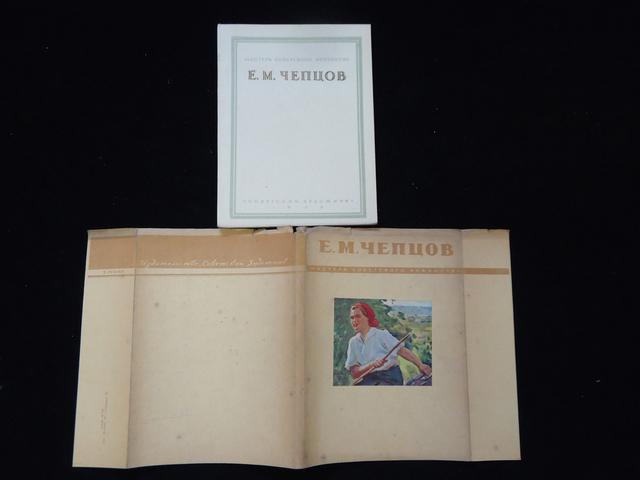 МАСТЕРА СОВЕТСКОГО ИСКУССТВА
Е. М. ЧЕПЦОВ
СОВЕТСКИЙ ХУДОЖНИК
Е. М. ЧЕПЦОВ
МАСТЕРА СОВЕТСКОГО ИСКУССТВА
Издательство „Советский Художник“